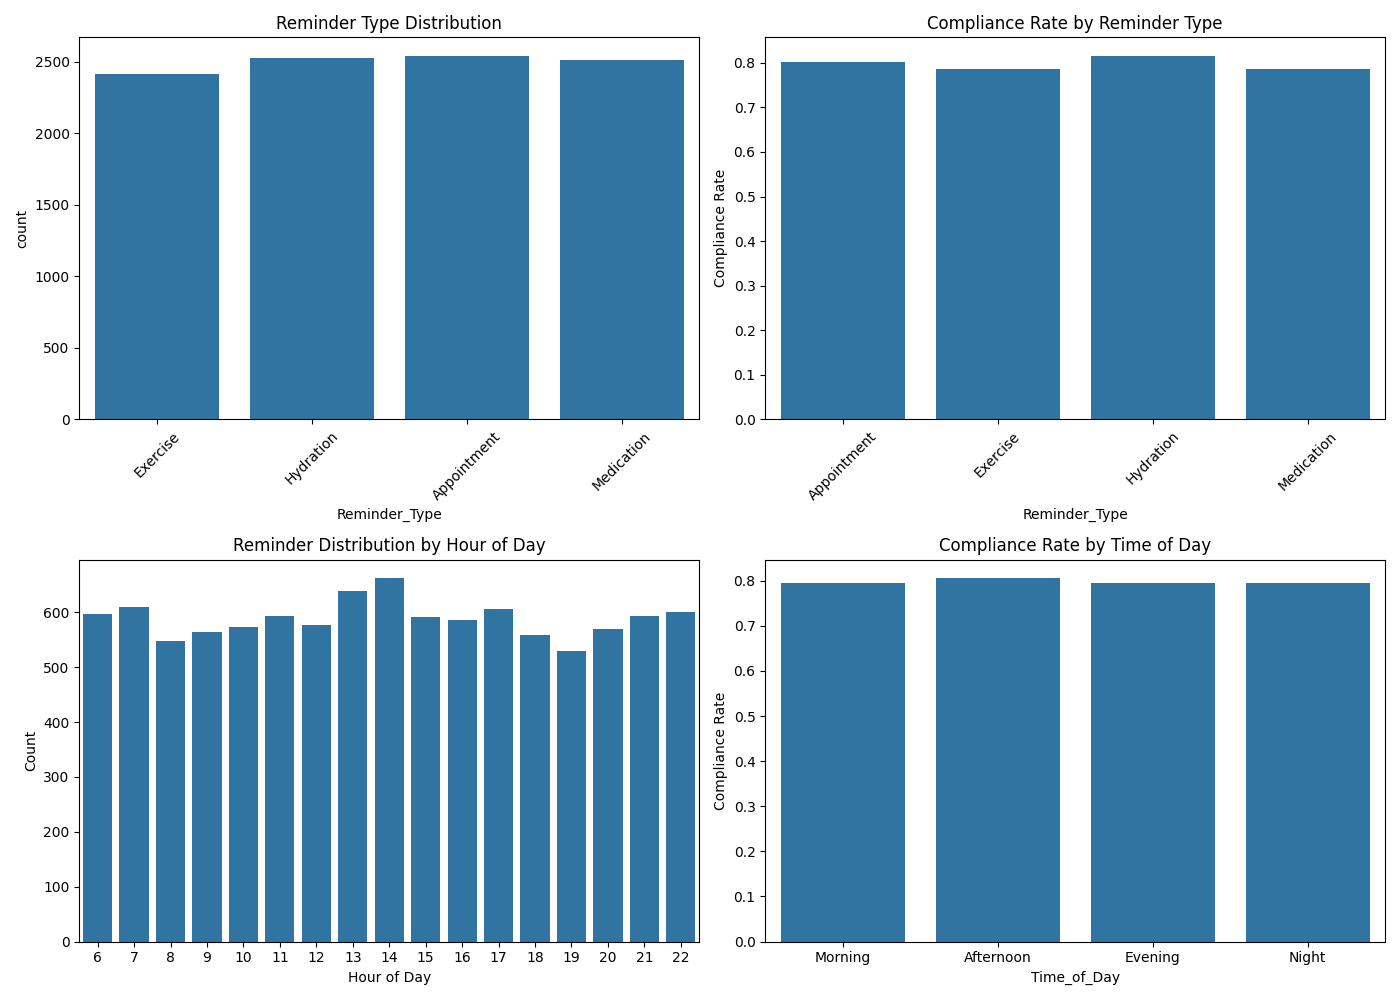 Reminder Type Distribution
count
2500
2000
1500
1000
500
0
Exercise
Hydration
Appointment
Medication
Reminder_Type
Compliance Rate by Reminder Type
Compliance Rate
0.8
0.7
0.6
0.5
0.4
0.3
0.2
0.1
0.0
Appointment
Exercise
Hydration
Medication
Reminder_Type
Reminder Distribution by Hour of Day
Count
600
500
400
300
200
100
0
6 7 8 9 10 11 12 13 14 15 16 17 18 19 20 21 22
Hour of Day
Compliance Rate by Time of Day
Compliance Rate
0.8
0.7
0.6
0.5
0.4
0.3
0.2
0.1
0.0
Morning Afternoon Evening Night
Time_of_Day